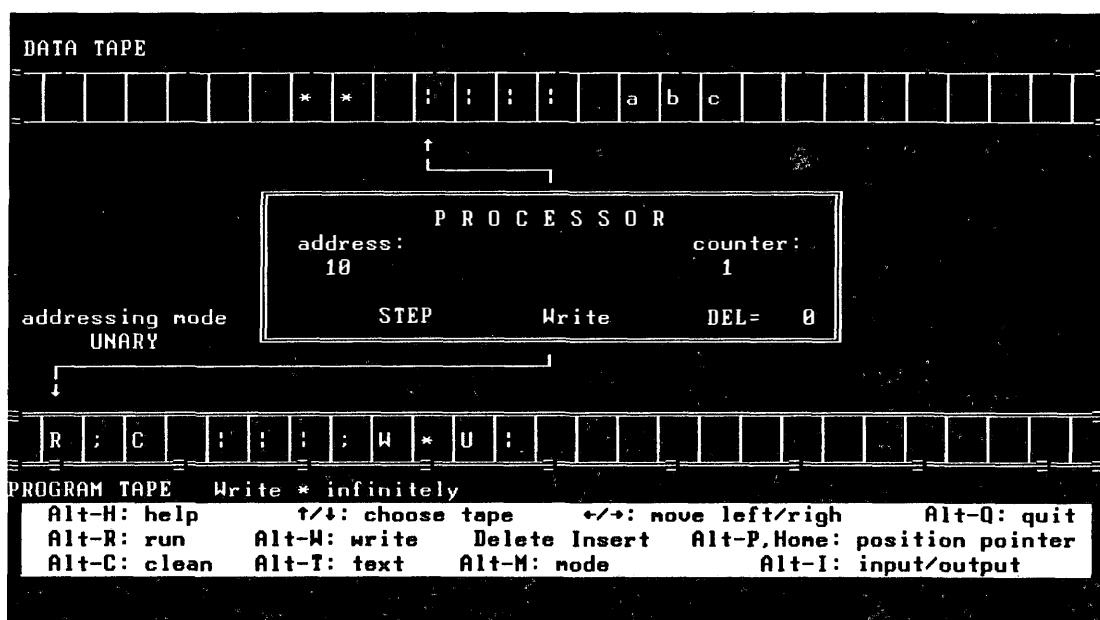 DATA TAPE
* * ¦ ¦ ¦ ¦ a b c
PROCESSOR
address: counter:
10 1
addressing mode STEP Write DEL= 0
UNARY
R ; C ¦ ¦ ¦ ; W * U ¦
PROGRAM TAPE Write * infinitely
Alt-H: help ↑/↓: choose tape ←/→: move left/righ Alt-Q: quit
Alt-R: run Alt-W: write Delete Insert Alt-P,Home: position pointer
Alt-C: clean Alt-T: text Alt-M: mode Alt-I: input/output